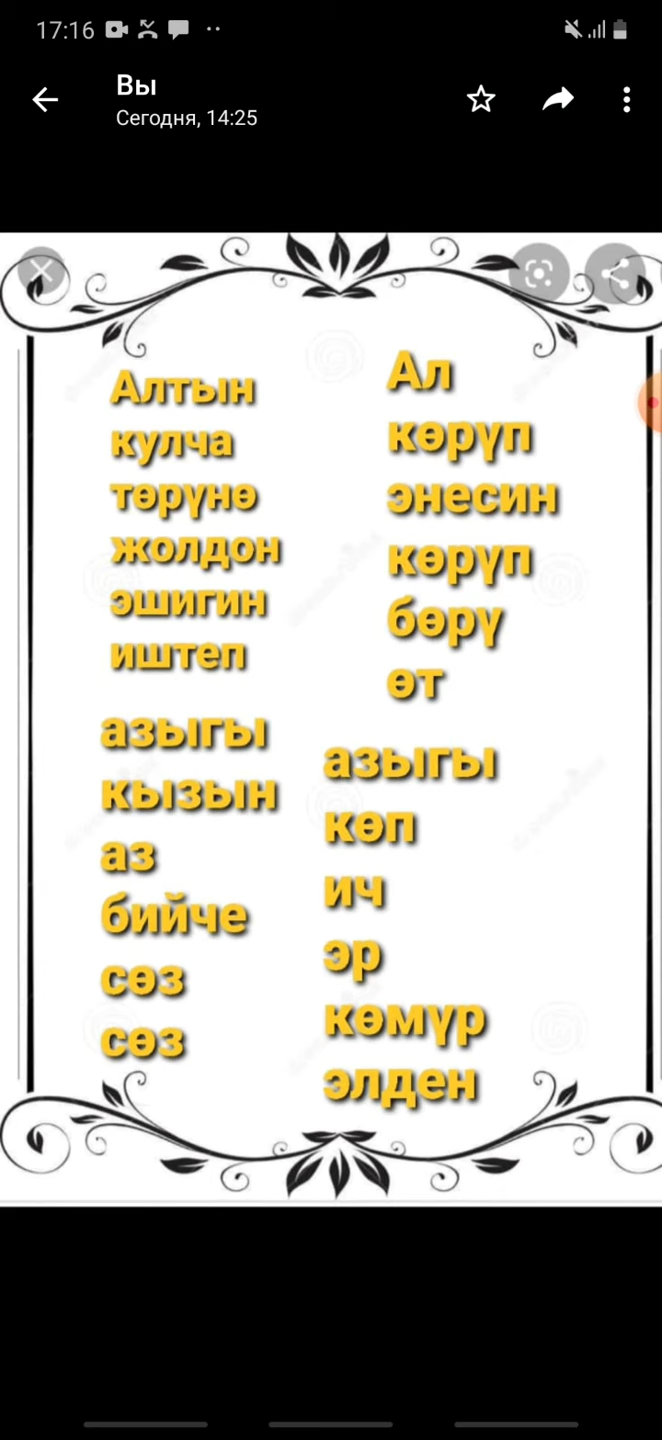 17:16
Вы
Сегодня, 14:25
Алтын
кулча
төрүнө
жолдон
эшигин
иштеп
азыгы
кызын
аз
бийче
сөз
сөз
Ал
көрүп
энесин
көрүп
бөрү
өт
азыгы
көп
ич
эр
көмүр
элден